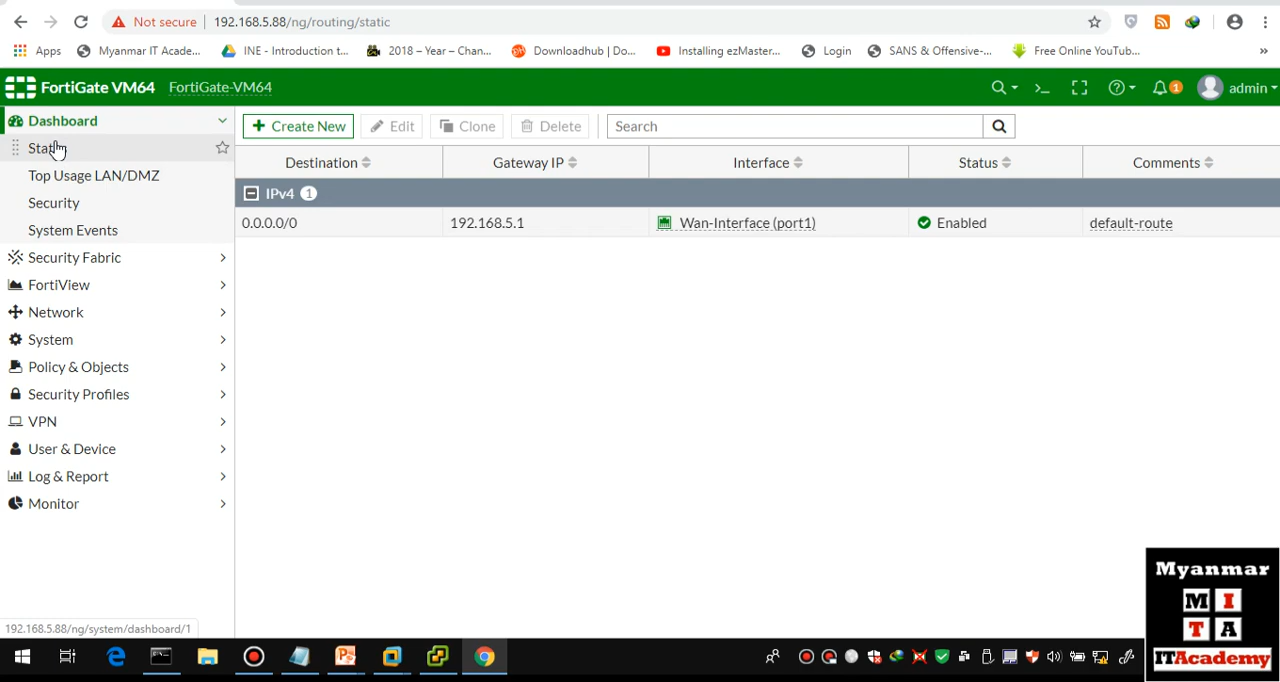 Not secure 192.168.5.88/ng/routing/static
Apps Myanmar IT Acade... INE - Introduction t... 2018 – Year – Chan... Downloadhub | Do... Installing ezMaster... Login SANS & Offensive-... Free Online YouTub... »
FortiGate VM64 FortiGate-VM64 >_ 1 admin
Dashboard
Top Usage LAN/DMZ
Security
System Events
Security Fabric
FortiView
Network
System
Policy & Objects
Security Profiles
VPN
User & Device
Log & Report
Monitor
Create New Edit Clone Delete Search
Destination Gateway IP Interface Status Comments
IPv4 1
0.0.0.0/0 192.168.5.1 Wan-Interface (port1) Enabled default-route
192.168.5.88/ng/system/dashboard/1
Myanmar
M I
T A
ITAcademy